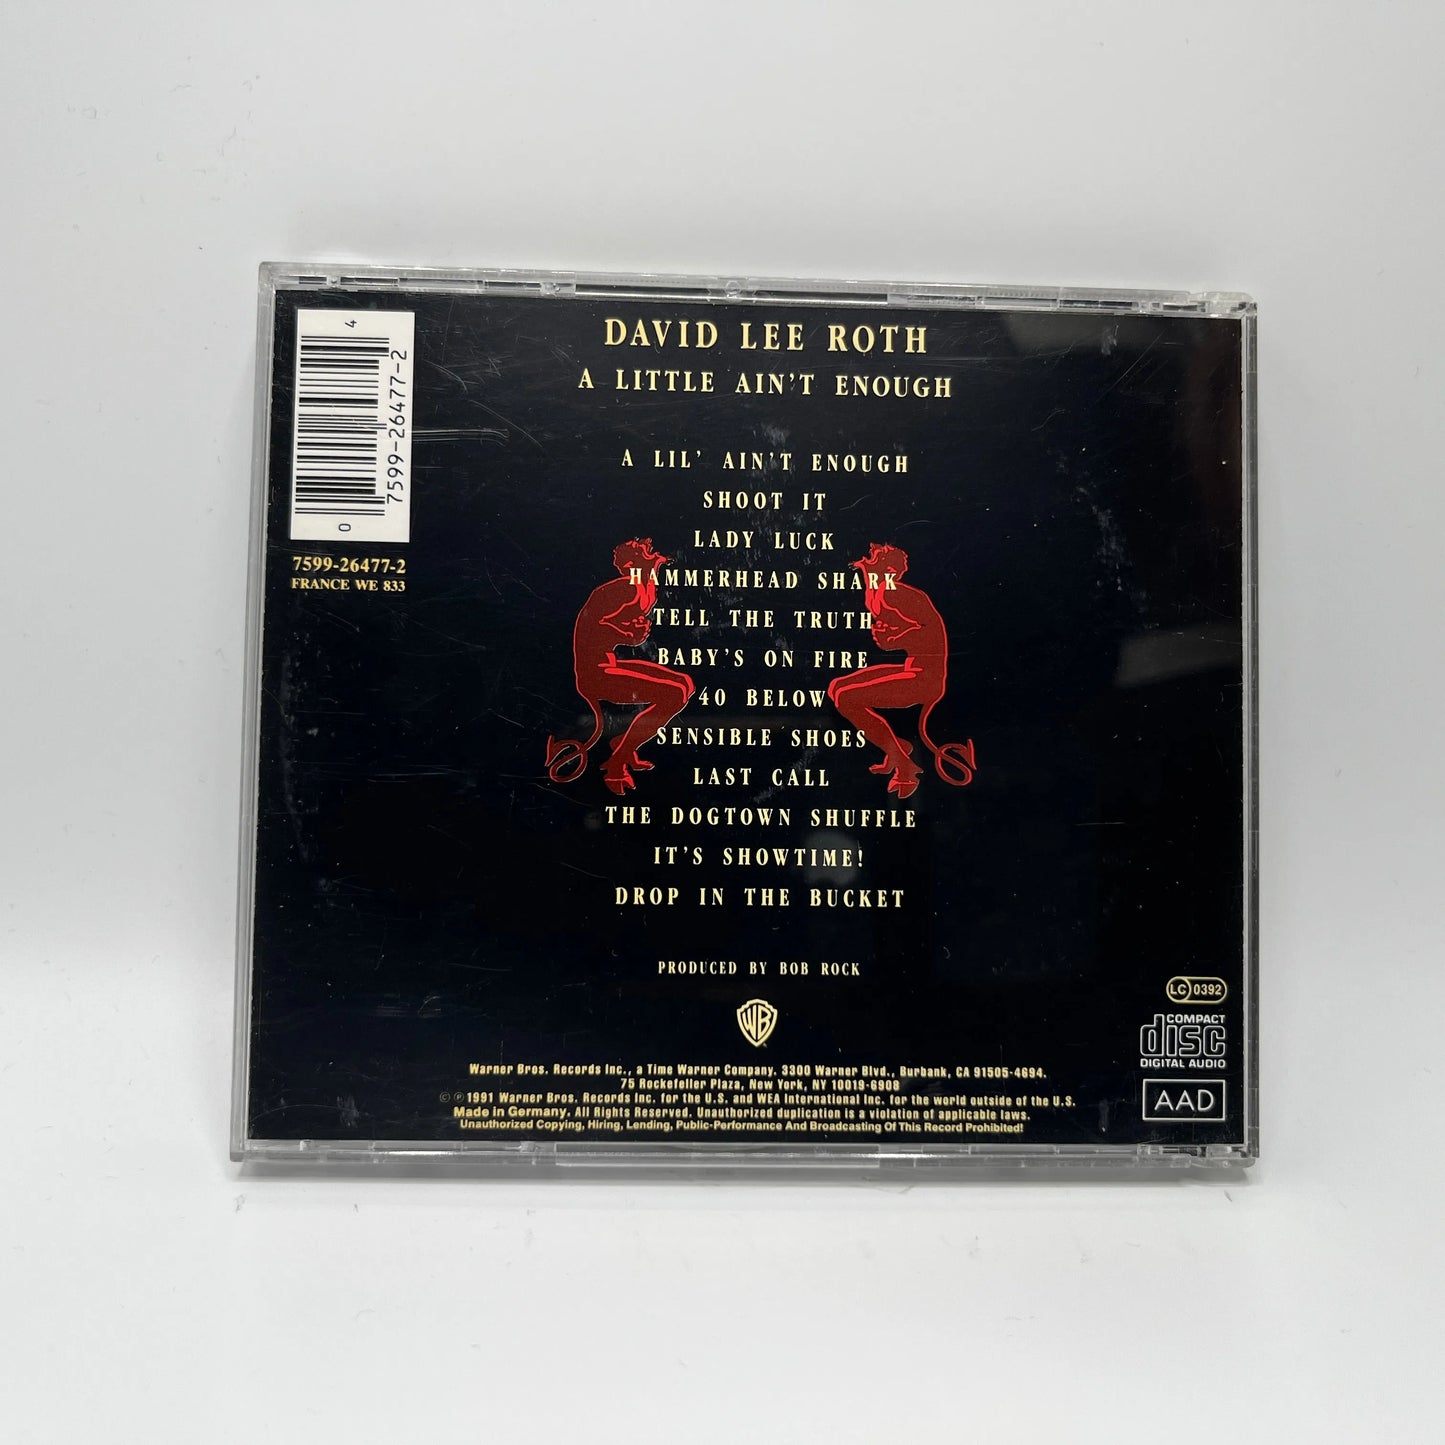 DAVID LEE ROTH
A LITTLE AIN'T ENOUGH
4
7599-26477-2
0
7599-26477-2
FRANCE WE 833
A LIL' AIN'T ENOUGH
SHOOT IT
LADY LUCK
HAMMERHEAD SHARK
TELL THE TRUTH
BABY'S ON FIRE
40 BELOW
SENSIBLE SHOES
LAST CALL
THE DOGTOWN SHUFFLE
IT'S SHOWTIME!
DROP IN THE BUCKET
PRODUCED BY BOB ROCK
WB
LC 0392
COMPACT
disc
DIGITAL AUDIO
AAD
Warner Bros. Records Inc., a Time Warner Company. 3300 Warner Blvd., Burbank, CA 91505-4694.
75 Rockefeller Plaza, New York, NY 10019-6908
© ℗ 1991 Warner Bros. Records Inc. for the U.S. and WEA International Inc. for the world outside of the U.S.
Made in Germany. All Rights Reserved. Unauthorized duplication is a violation of applicable laws.
Unauthorized Copying, Hiring, Lending, Public-Performance And Broadcasting Of This Record Prohibited!